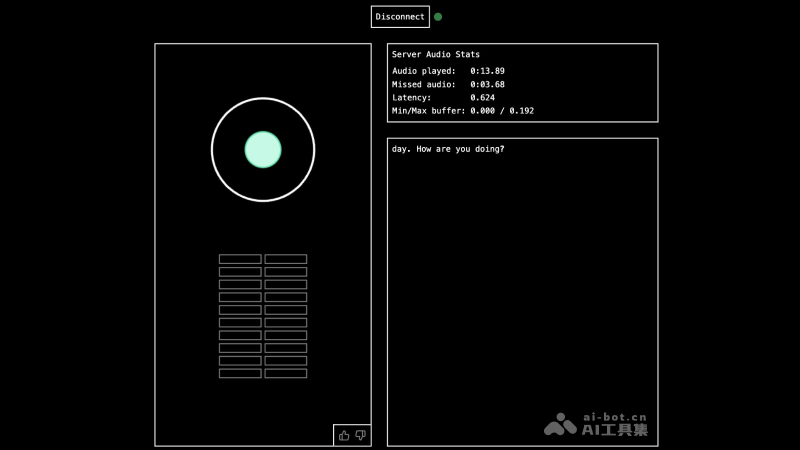 Disconnect
Server Audio Stats
Audio played: 0:13.89
Missed audio: 0:03.68
Latency: 0.624
Min/Max buffer: 0.000 / 0.192
day. How are you doing?
ai-bot.cn
AI工具集